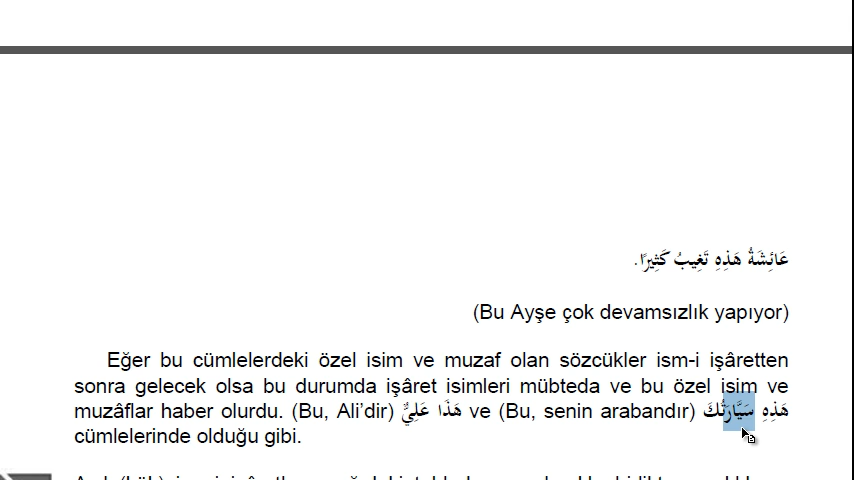 عَائِشَةُ هَذِهِ تَغِيبُ كَثِيرًا.
(Bu Ayşe çok devamsızlık yapıyor)
Eğer bu cümlelerdeki özel isim ve muzaf olan sözcükler ism-i işâretten
sonra gelecek olsa bu durumda işâret isimleri mübteda ve bu özel isim ve
muzâflar haber olurdu. (Bu, Ali’dir) هَذَا عَلِيٌّ ve (Bu, senin arabandır) هَذِهِ سَيَّارَتُكَ
cümlelerinde olduğu gibi.